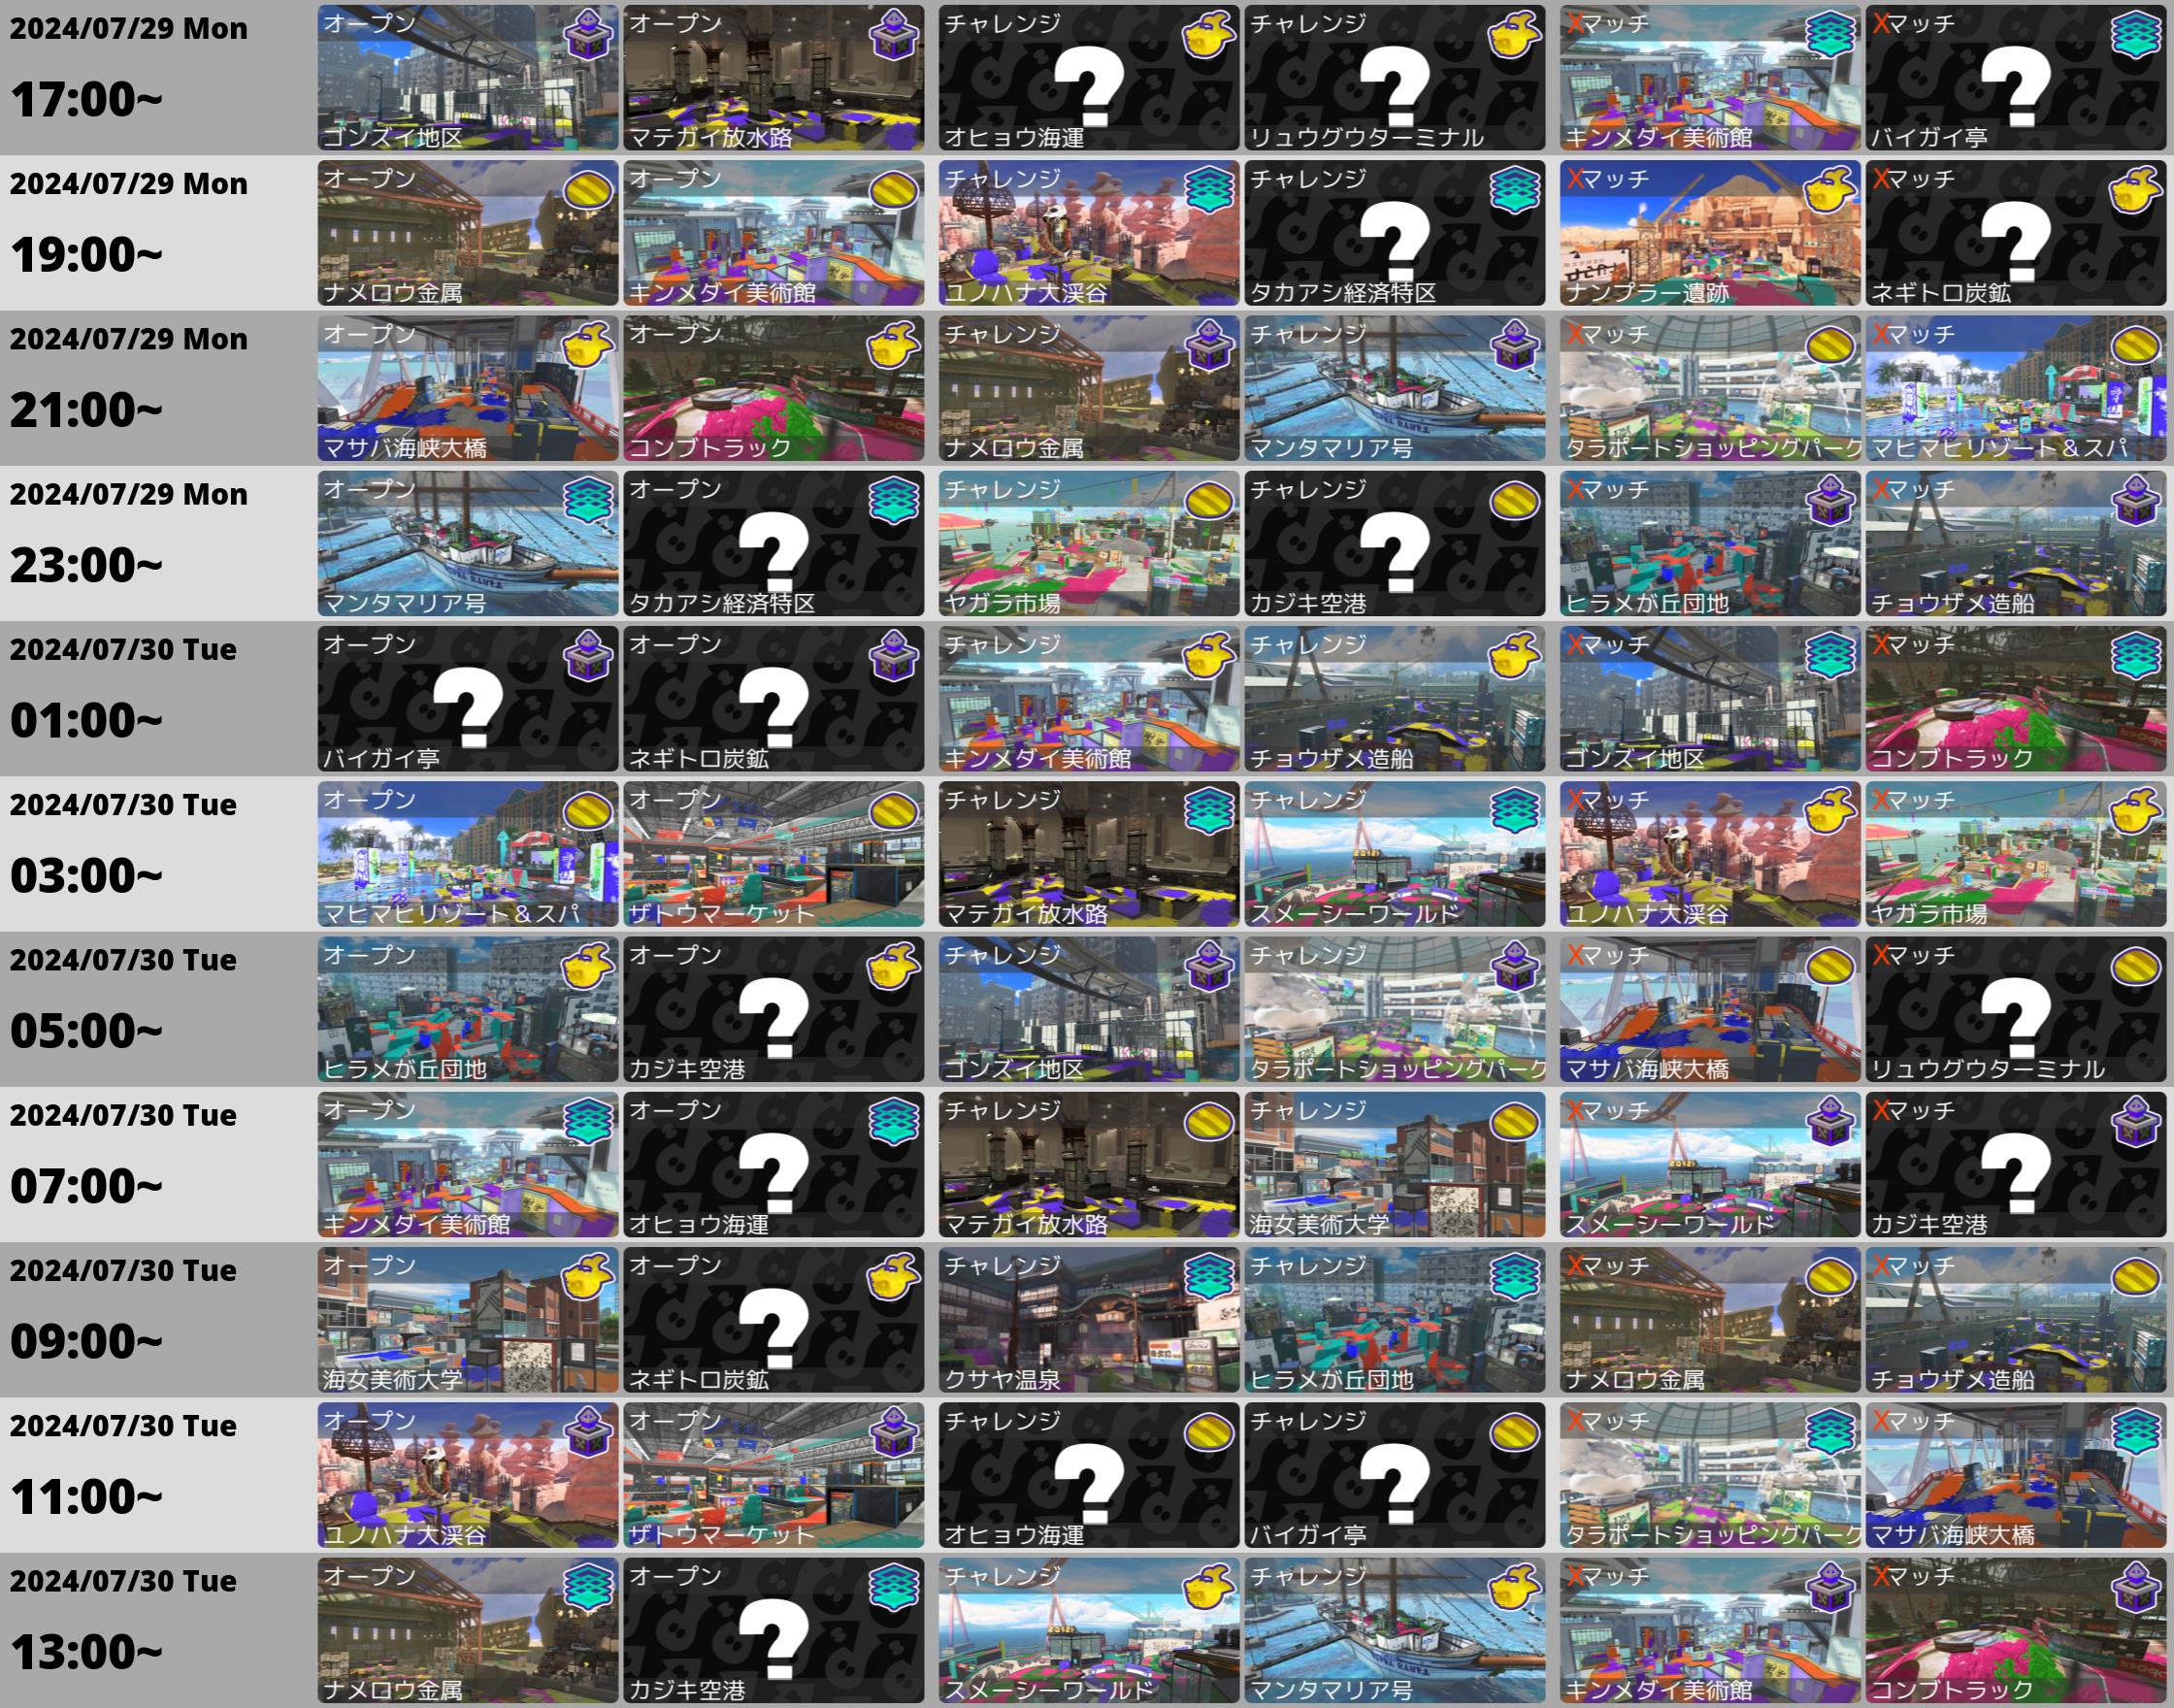 2024/07/29 Mon
17:00~
オープン オープン チャレンジ チャレンジ Xマッチ Xマッチ
ゴンズイ地区 マテガイ放水路 オヒョウ海運 リュウグウターミナル キンメダイ美術館 バイガイ亭
2024/07/29 Mon
19:00~
オープン オープン チャレンジ チャレンジ Xマッチ Xマッチ
ナメロウ金属 キンメダイ美術館 ユノハナ大渓谷 タカアシ経済特区 ナンプラー遺跡 ネギトロ炭鉱
2024/07/29 Mon
21:00~
オープン オープン チャレンジ チャレンジ Xマッチ Xマッチ
マサバ海峡大橋 コンブトラック ナメロウ金属 マンタマリア号 タラポートショッピングパーク マヒマヒリゾート＆スパ
2024/07/29 Mon
23:00~
オープン オープン チャレンジ チャレンジ Xマッチ Xマッチ
マンタマリア号 タカアシ経済特区 ヤガラ市場 カジキ空港 ヒラメが丘団地 チョウザメ造船
2024/07/30 Tue
01:00~
オープン オープン チャレンジ チャレンジ Xマッチ Xマッチ
バイガイ亭 ネギトロ炭鉱 キンメダイ美術館 チョウザメ造船 ゴンズイ地区 コンブトラック
2024/07/30 Tue
03:00~
オープン オープン チャレンジ チャレンジ Xマッチ Xマッチ
マヒマヒリゾート＆スパ ザトウマーケット マテガイ放水路 スメーシーワールド ユノハナ大渓谷 ヤガラ市場
2024/07/30 Tue
05:00~
オープン オープン チャレンジ チャレンジ Xマッチ Xマッチ
ヒラメが丘団地 カジキ空港 ゴンズイ地区 タラポートショッピングパーク マサバ海峡大橋 リュウグウターミナル
2024/07/30 Tue
07:00~
オープン オープン チャレンジ チャレンジ Xマッチ Xマッチ
キンメダイ美術館 オヒョウ海運 マテガイ放水路 海女美術大学 スメーシーワールド カジキ空港
2024/07/30 Tue
09:00~
オープン オープン チャレンジ チャレンジ Xマッチ Xマッチ
海女美術大学 ネギトロ炭鉱 クサヤ温泉 ヒラメが丘団地 ナメロウ金属 チョウザメ造船
2024/07/30 Tue
11:00~
オープン オープン チャレンジ チャレンジ Xマッチ Xマッチ
ユノハナ大渓谷 ザトウマーケット オヒョウ海運 バイガイ亭 タラポートショッピングパーク マサバ海峡大橋
2024/07/30 Tue
13:00~
オープン オープン チャレンジ チャレンジ Xマッチ Xマッチ
ナメロウ金属 カジキ空港 スメーシーワールド マンタマリア号 キンメダイ美術館 コンブトラック